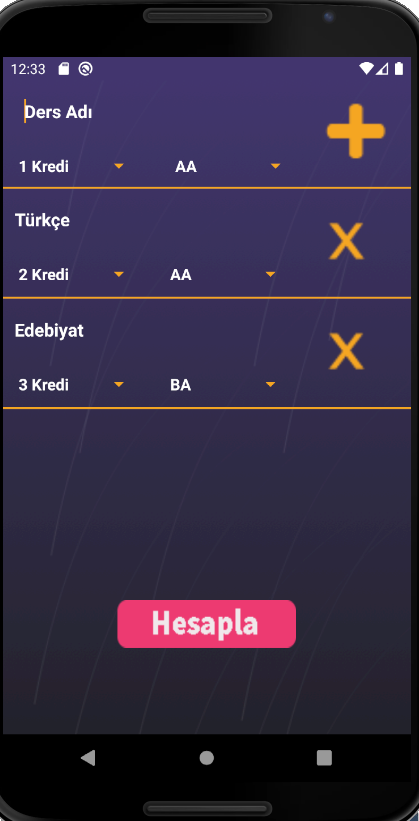 12:33
Ders Adı
1 Kredi AA
Türkçe
X
2 Kredi AA
Edebiyat
X
3 Kredi BA
Hesapla